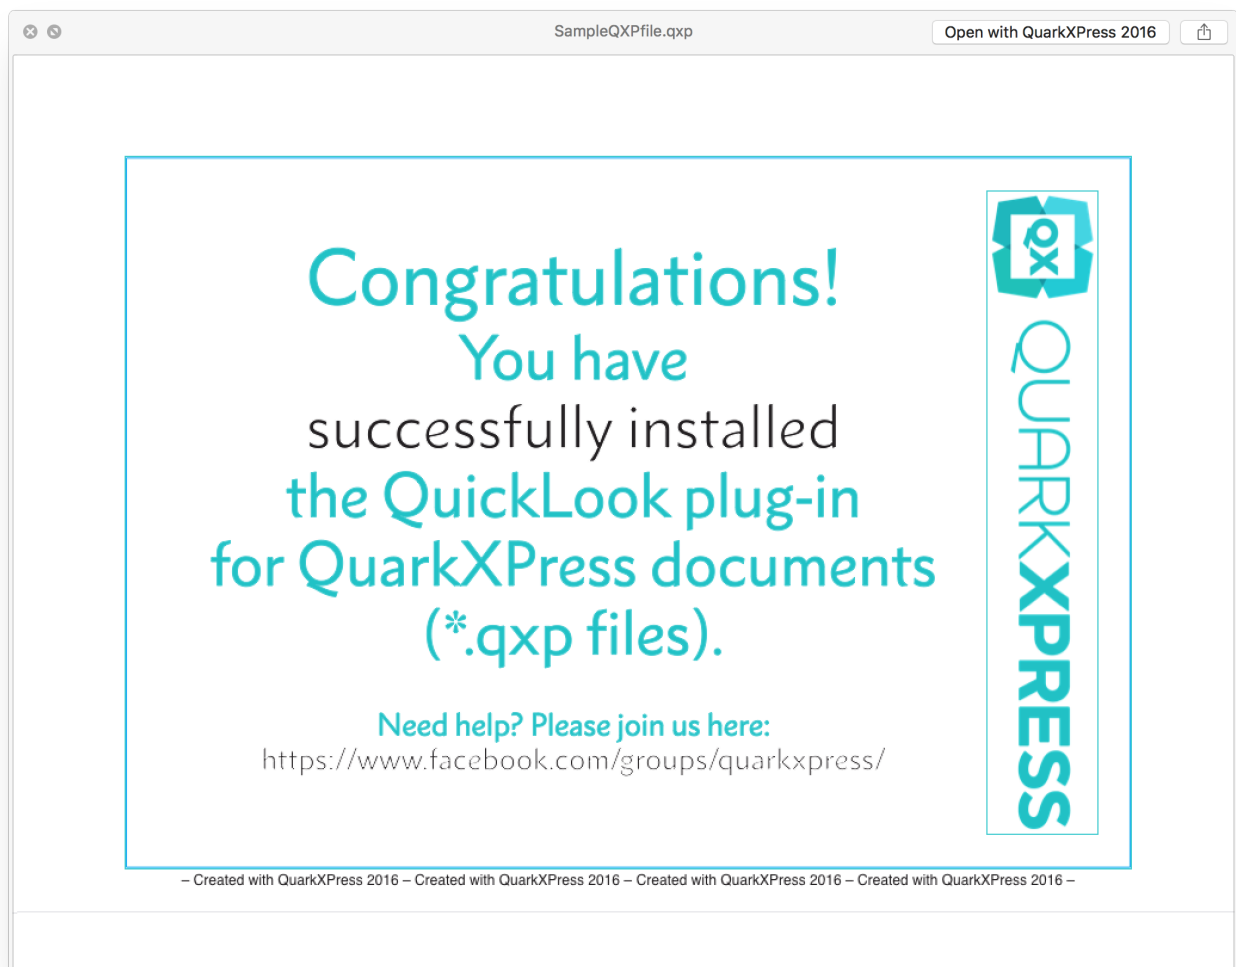 SampleQXPfile.qxp
Open with QuarkXPress 2016
Congratulations!
You have
successfully installed
the QuickLook plug-in
for QuarkXPress documents
(*.qxp files).
Need help? Please join us here:
https://www.facebook.com/groups/quarkxpress/
QX
QUARKXPRESS
– Created with QuarkXPress 2016 – Created with QuarkXPress 2016 – Created with QuarkXPress 2016 – Created with QuarkXPress 2016 –